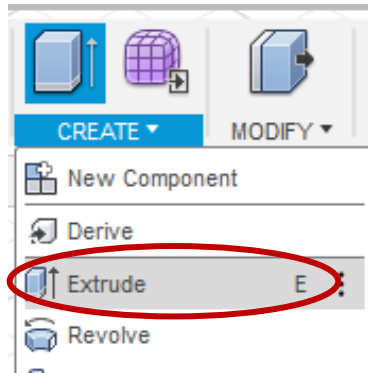 CREATE ▾ MODIFY ▾
New Component
Derive
Extrude E
Revolve